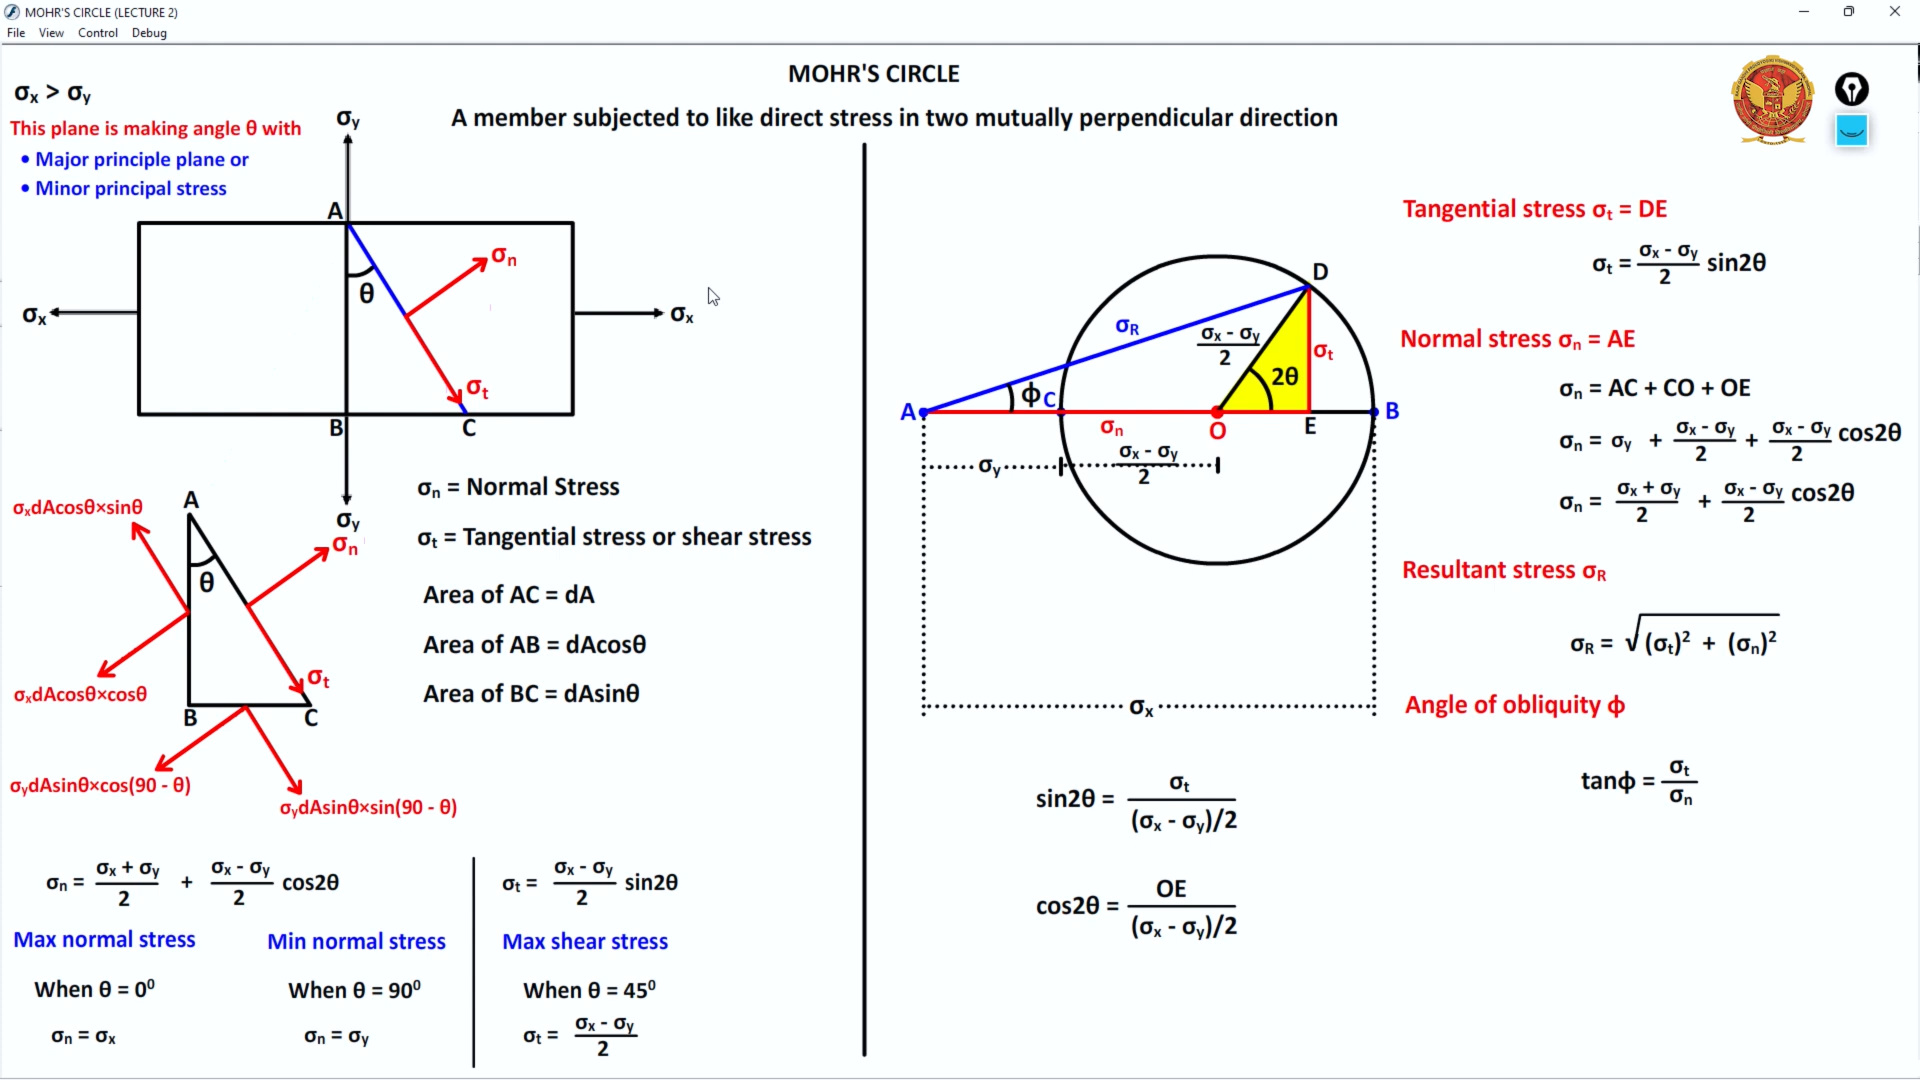 MOHR'S CIRCLE (LECTURE 2)
File View Control Debug
MOHR'S CIRCLE
A member subjected to like direct stress in two mutually perpendicular direction
σx > σy
This plane is making angle θ with
• Major principle plane or
• Minor principal stress
σy
A
σn
θ
σx
σx
σt
B
C
σy
A
σxdAcosθ×sinθ
σn
θ
σt
σxdAcosθ×cosθ
B
C
σydAsinθ×cos(90 - θ)
σydAsinθ×sin(90 - θ)
σn = Normal Stress
σt = Tangential stress or shear stress
Area of AC = dA
Area of AB = dAcosθ
Area of BC = dAsinθ
σn = (σx + σy)/2 + (σx - σy)/2 cos2θ
Max normal stress
When θ = 0⁰
σn = σx
Min normal stress
When θ = 90⁰
σn = σy
σt = (σx - σy)/2 sin2θ
Max shear stress
When θ = 45⁰
σt = (σx - σy)/2
D
σR
(σx - σy)/2
σt
2θ
A
ϕ
C
B
σn
O
E
σy
(σx - σy)/2
σx
sin2θ = σt/((σx - σy)/2)
cos2θ = OE/((σx - σy)/2)
Tangential stress σt = DE
σt = (σx - σy)/2 sin2θ
Normal stress σn = AE
σn = AC + CO + OE
σn = σy + (σx - σy)/2 + (σx - σy)/2 cos2θ
σn = (σx + σy)/2 + (σx - σy)/2 cos2θ
Resultant stress σR
σR = √(σt)² + (σn)²
Angle of obliquity ϕ
tanϕ = σt/σn